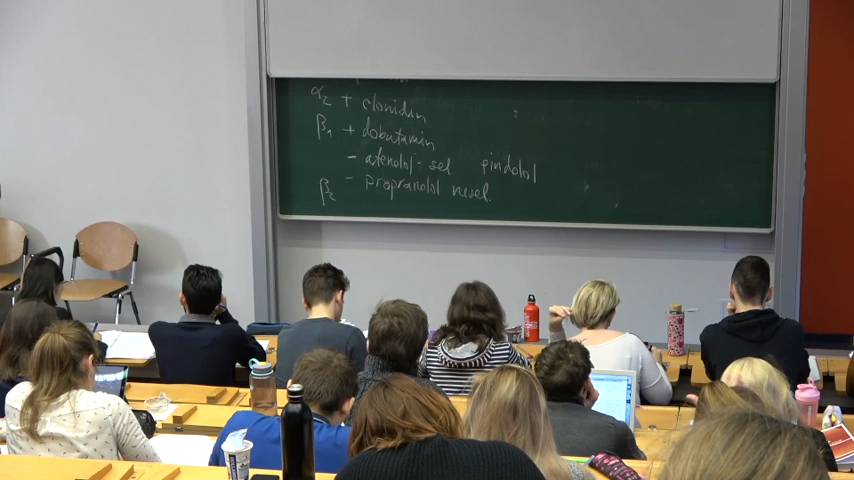 α2 + clonidin
β1 + dobutamin
- atenolol-sel pindolol
- propranolol nesel.
β2